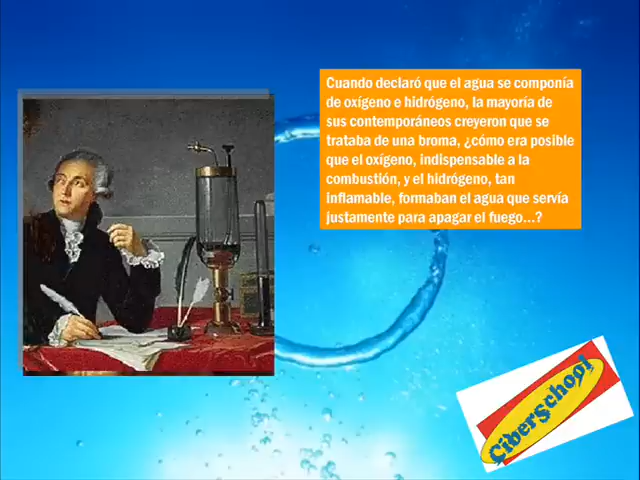 Cuando declaró que el agua se componía
de oxígeno e hidrógeno, la mayoría de
sus contemporáneos creyeron que se
trataba de una broma, ¿cómo era posible
que el oxígeno, indispensable a la
combustión, y el hidrógeno, tan
inflamable, formaban el agua que servía
justamente para apagar el fuego...?
CiberSchool